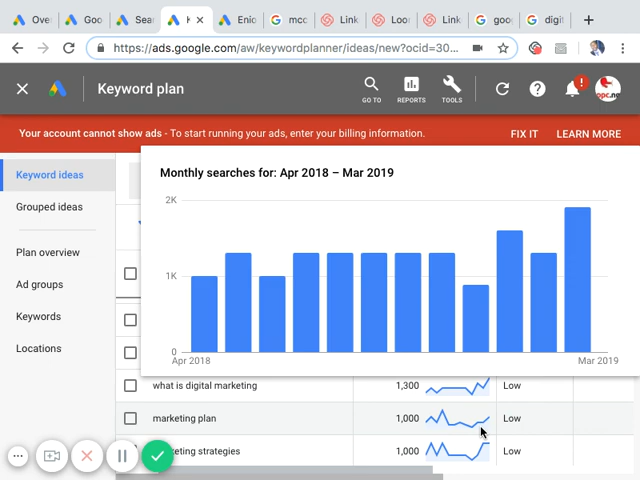 Ove
Goo
Sea
K
Enio
mcc
Link
Loo
Link
goo
digit
https://ads.google.com/aw/keywordplanner/ideas/new?ocid=30...
Keyword plan
GO TO
REPORTS
TOOLS
!
opc.ne
Your account cannot show ads - To start running your ads, enter your billing information.
FIX IT
LEARN MORE
Keyword ideas
Grouped ideas
Plan overview
Ad groups
Keywords
Locations
Monthly searches for: Apr 2018 – Mar 2019
2K
1K
0
Apr 2018
Mar 2019
what is digital marketing 1,300 Low
marketing plan 1,000 Low
keting strategies 1,000 Low